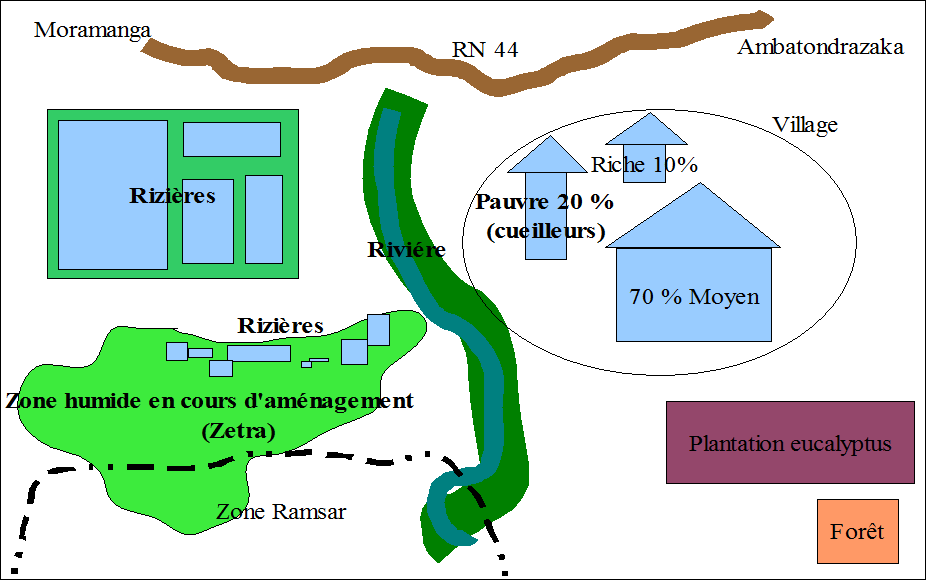 Moramanga
RN 44
Ambatondrazaka
Village
Riche 10%
Rizières
Pauvre 20 %
(cueilleurs)
Riviére
70 % Moyen
Rizières
Zone humide en cours d'aménagement
(Zetra)
Plantation eucalyptus
Zone Ramsar
Forêt